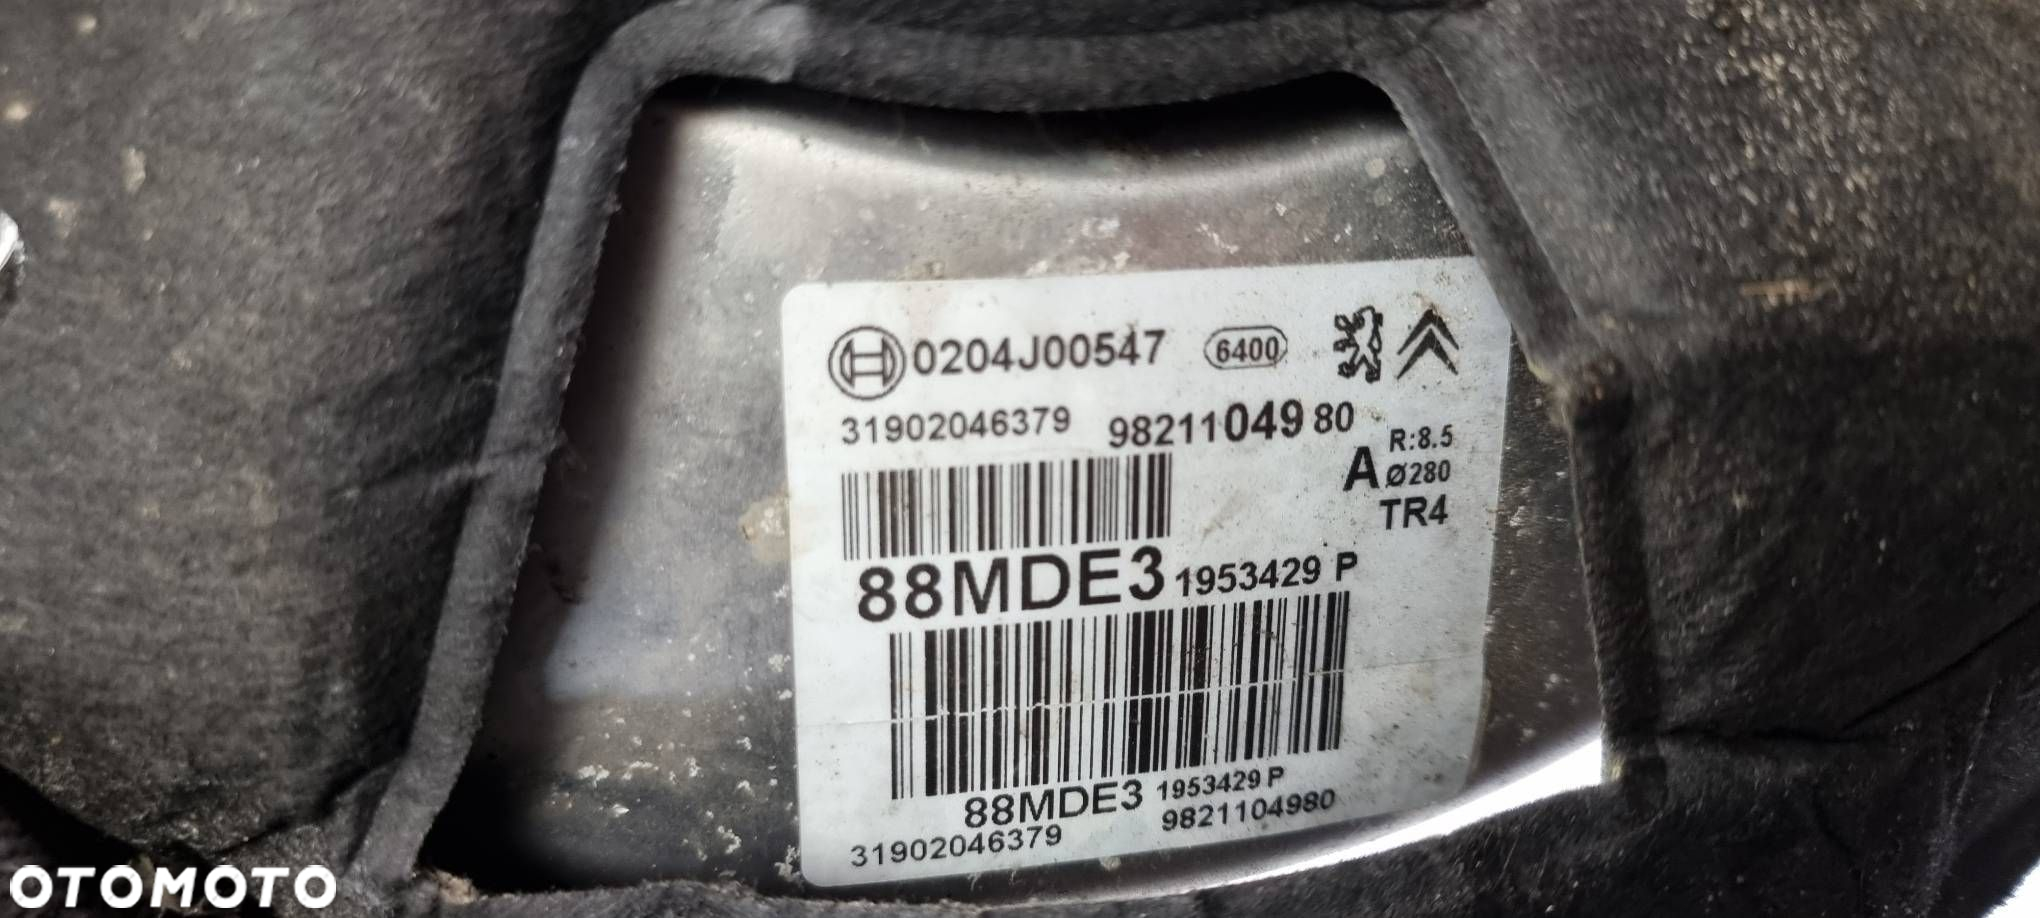 0204J00547 6400
31902046379 9821104980
R:8.5
A Ø280
TR4
88MDE3 1953429 P
88MDE3 1953429 P
31902046379 9821104980
OTOMOTO